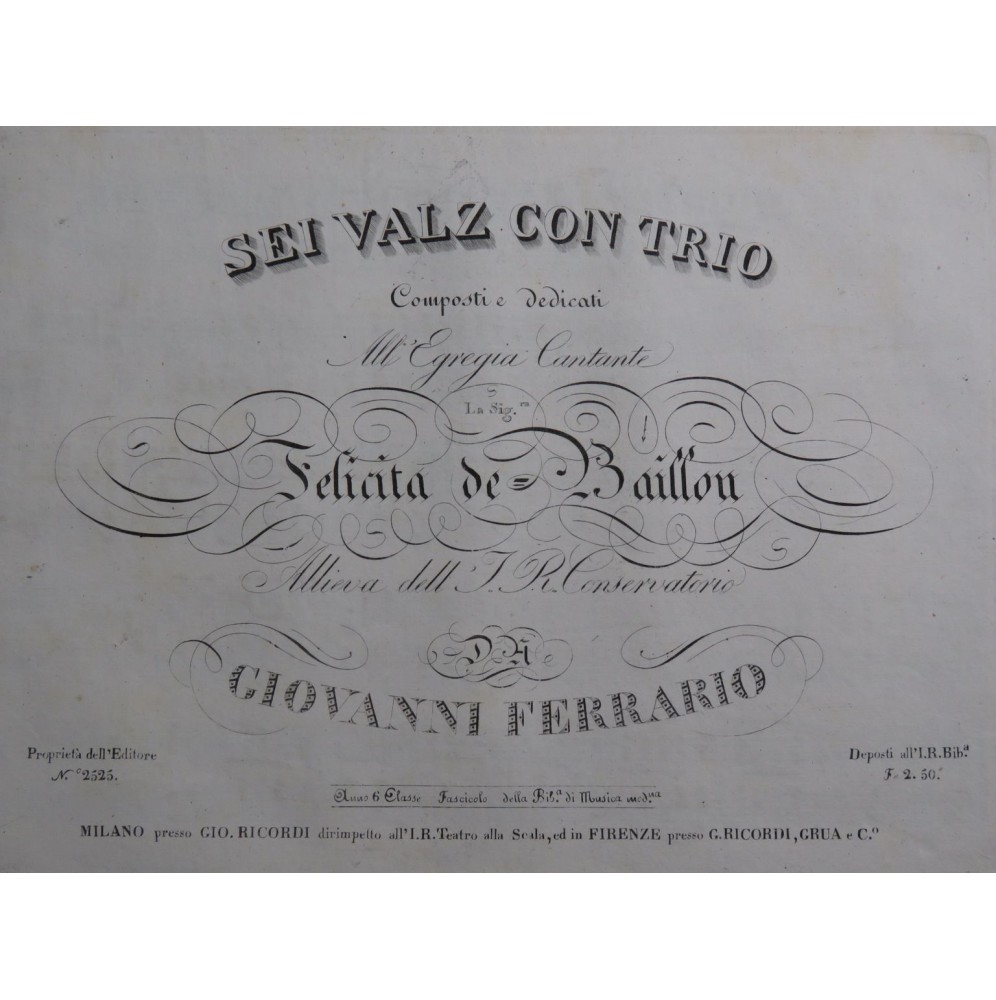 SEI VALZ CON TRIO
Composti e dedicati
All'Egregia Cantante
La Sig.ra
Felicita de=Baillou
Allieva dell'I. R. Conservatorio
DA
GIOVANNI FERRARIO
Proprietà dell'Editore
N.º 2525.
Deposti all'I.R.Bib.a
F. 2. 50.c
Anno 6 Classe Fascicolo della Bib.a di Musica mod.na
MILANO presso GIO. RICORDI dirimpetto all'I.R.Teatro alla Scala, ed in FIRENZE presso G.RICORDI, GRUA e C.o